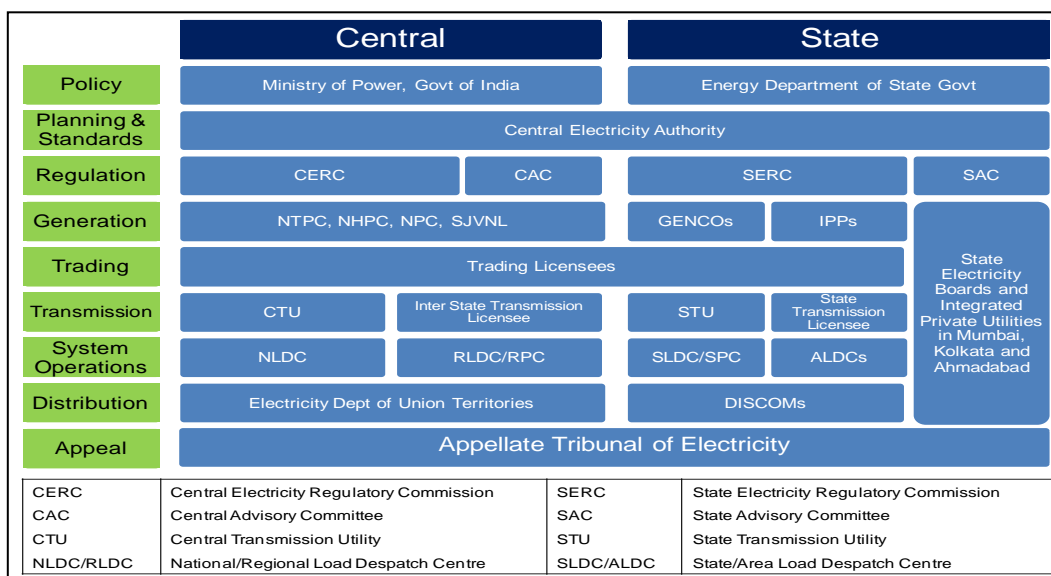 Central
State
Policy
Ministry of Power, Govt of India
Energy Department of State Govt
Planning &
Standards
Central Electricity Authority
Regulation
CERC
CAC
SERC
SAC
Generation
NTPC, NHPC, NPC, SJVNL
GENCOs
IPPs
State
Electricity
Boards and
Integrated
Private Utilities
in Mumbai,
Kolkata and
Ahmadabad
Trading
Trading Licensees
Transmission
CTU
Inter State Transmission
Licensee
STU
State
Transmission
Licensee
System
Operations
NLDC
RLDC/RPC
SLDC/SPC
ALDCs
Distribution
Electricity Dept of Union Territories
DISCOMs
Appeal
Appellate Tribunal of Electricity
CERC Central Electricity Regulatory Commission SERC State Electricity Regulatory Commission
CAC Central Advisory Committee SAC State Advisory Committee
CTU Central Transmission Utility STU State Transmission Utility
NLDC/RLDC National/Regional Load Despatch Centre SLDC/ALDC State/Area Load Despatch Centre